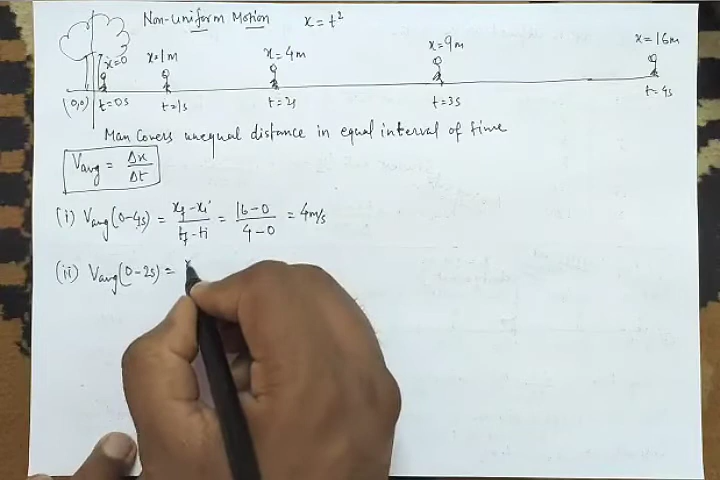 Non-Uniform Motion x = t²
x=0 x=1m x=4m x=9m x=16m
(0,0) t=0s t=1s t=2s t=3s t=4s
Man Covers unequal distance in equal interval of time
Vavg = Δx/Δt
(i) Vavg(0-4s) = xf - xi / tf - ti = 16-0 / 4-0 = 4m/s
(ii) Vavg(0-2s) = x